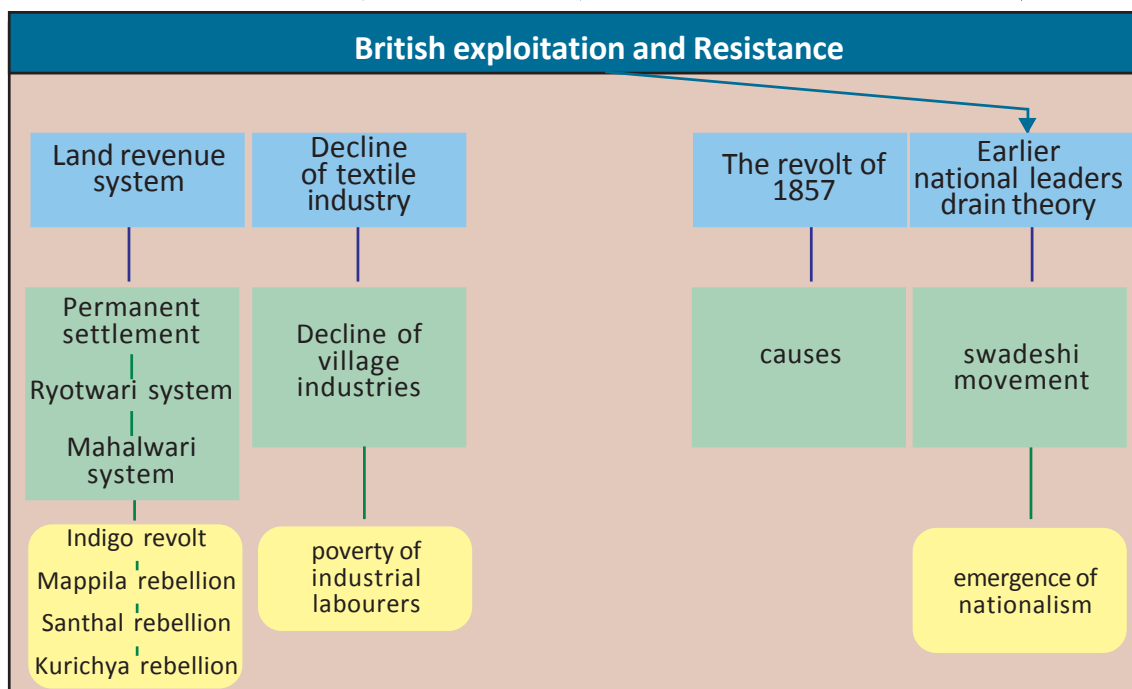 British exploitation and Resistance
Land revenue
system
Decline
of textile
industry
The revolt of
1857
Earlier
national leaders
drain theory
Permanent
settlement
Ryotwari system
Mahalwari
system
Decline of
village
industries
causes
swadeshi
movement
Indigo revolt
Mappila rebellion
Santhal rebellion
Kurichya rebellion
poverty of
industrial
labourers
emergence of
nationalism